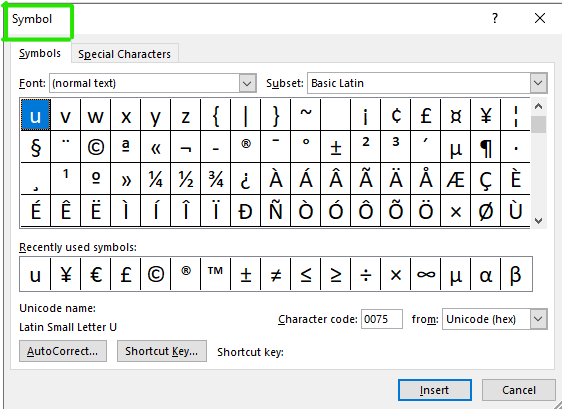 Symbol ? ×
Symbols Special Characters
Font: (normal text) Subset: Basic Latin
u v w x y z { | } ~ ¡ ¢ £ ¤ ¥ ¦
§ ¨ © ª « ¬ - ® ¯ ° ± ² ³ ´ µ ¶ ·
¸ ¹ º » ¼ ½ ¾ ¿ À Á Â Ã Ä Å Æ Ç È
É Ê Ë Ì Í Î Ï Ð Ñ Ò Ó Ô Õ Ö × Ø Ù
Recently used symbols:
u ¥ € £ © ® ™ ± ≠ ≤ ≥ ÷ × ∞ µ α β
Unicode name:
Latin Small Letter U
Character code: 0075 from: Unicode (hex)
AutoCorrect... Shortcut Key... Shortcut key:
Insert Cancel